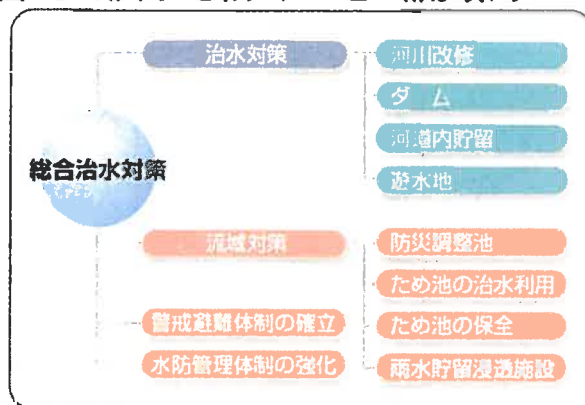 総合治水対策
治水対策
河川改修
ダム
河道内貯留
遊水地
流域対策
防災調整池
ため池の治水利用
ため池の保全
雨水貯留浸透施設
警戒避難体制の確立
水防管理体制の強化